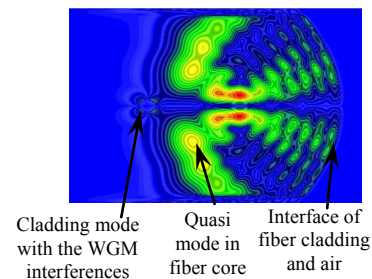 Cladding mode
with the WGM
interferences
Quasi
mode in
fiber core
Interface of
fiber cladding
and air